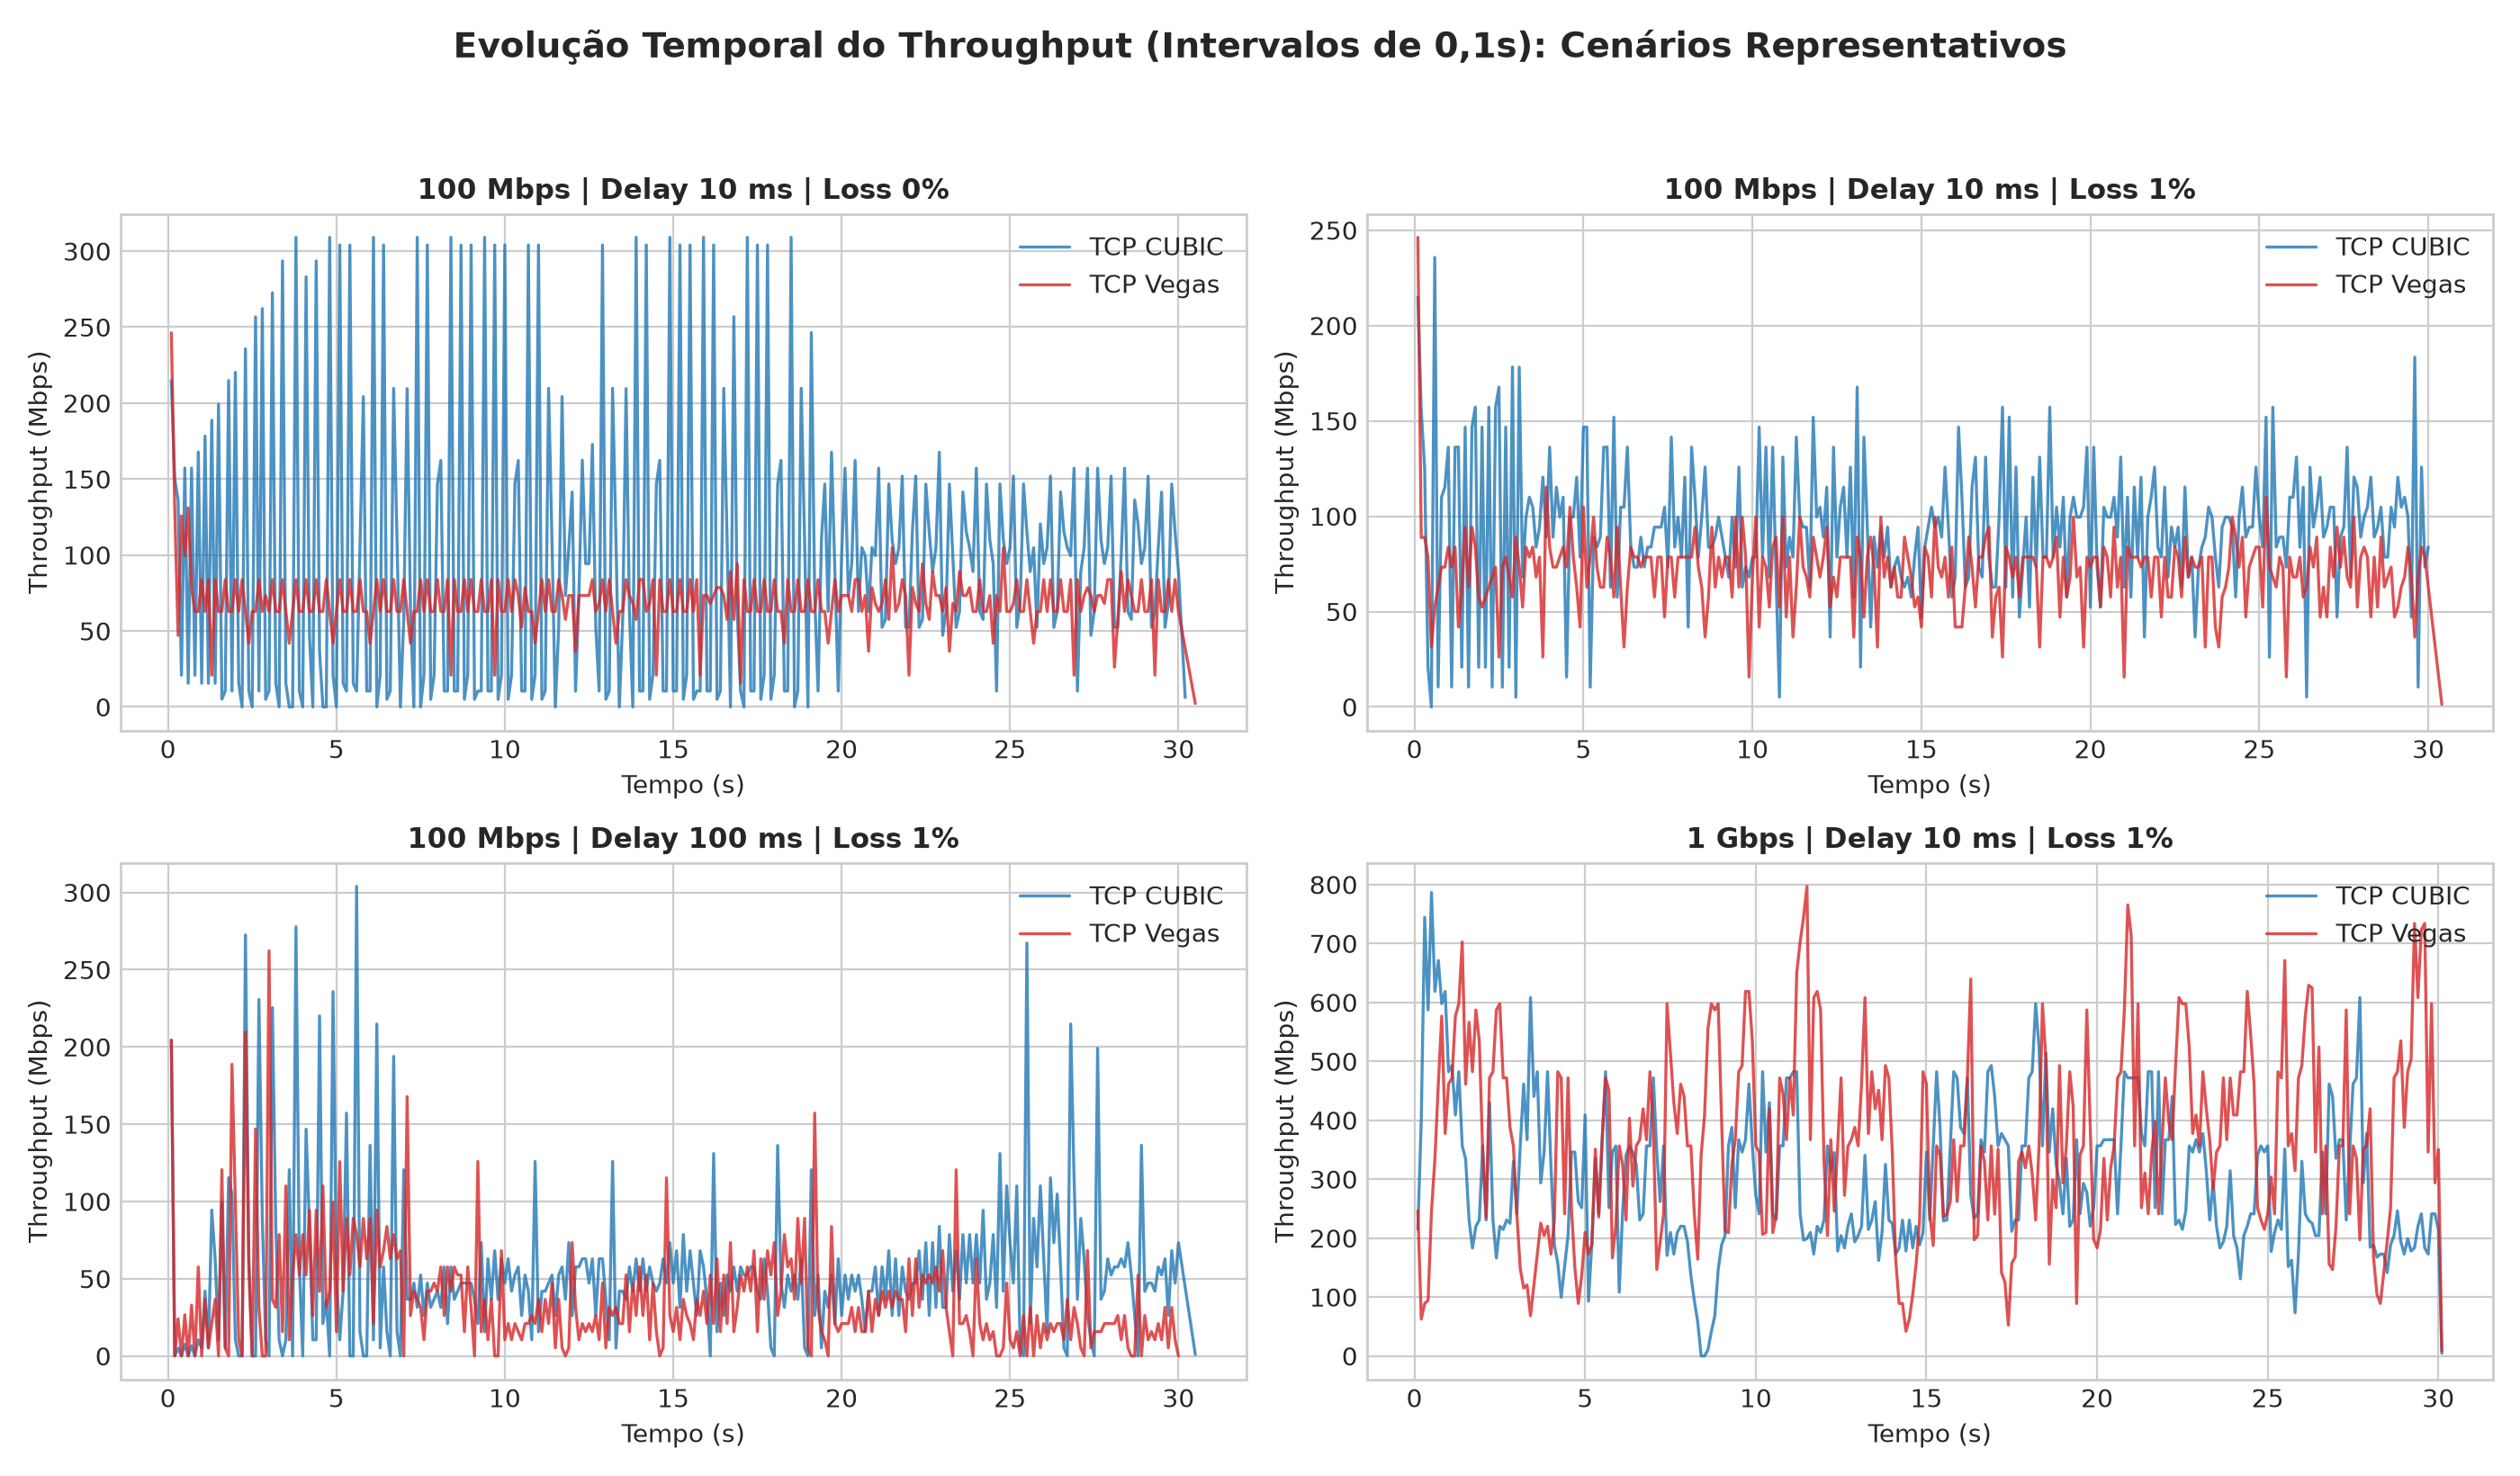 Evolução Temporal do Throughput (Intervalos de 0,1s): Cenários Representativos
100 Mbps | Delay 10 ms | Loss 0%
Throughput (Mbps)
300
250
200
150
100
50
0
0 5 10 15 20 25 30
Tempo (s)
TCP CUBIC
TCP Vegas
100 Mbps | Delay 10 ms | Loss 1%
Throughput (Mbps)
250
200
150
100
50
0
0 5 10 15 20 25 30
Tempo (s)
TCP CUBIC
TCP Vegas
100 Mbps | Delay 100 ms | Loss 1%
Throughput (Mbps)
300
250
200
150
100
50
0
0 5 10 15 20 25 30
Tempo (s)
TCP CUBIC
TCP Vegas
1 Gbps | Delay 10 ms | Loss 1%
Throughput (Mbps)
800
700
600
500
400
300
200
100
0
0 5 10 15 20 25 30
Tempo (s)
TCP CUBIC
TCP Vegas